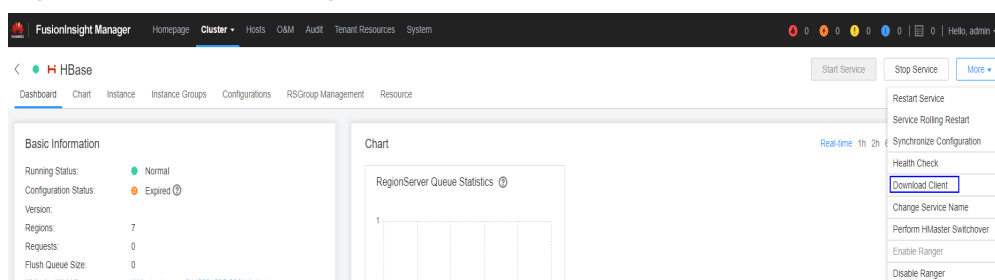 FusionInsight Manager Homepage Cluster Hosts O&M Audit Tenant Resources System 0 0 0 0 0 Hello, admin
HBase Start Service Stop Service More
Dashboard Chart Instance Instance Groups Configurations RSGroup Management Resource
Restart Service
Service Rolling Restart
Basic Information Chart Real-time 1h 2h Synchronize Configuration
Health Check
Running Status: Normal
RegionServer Queue Statistics
Configuration Status: Expired Download Client
Version: Change Service Name
Regions: 7 1
Perform HMaster Switchover
Requests: 0
Enable Ranger
Flush Queue Size: 0
Disable Ranger